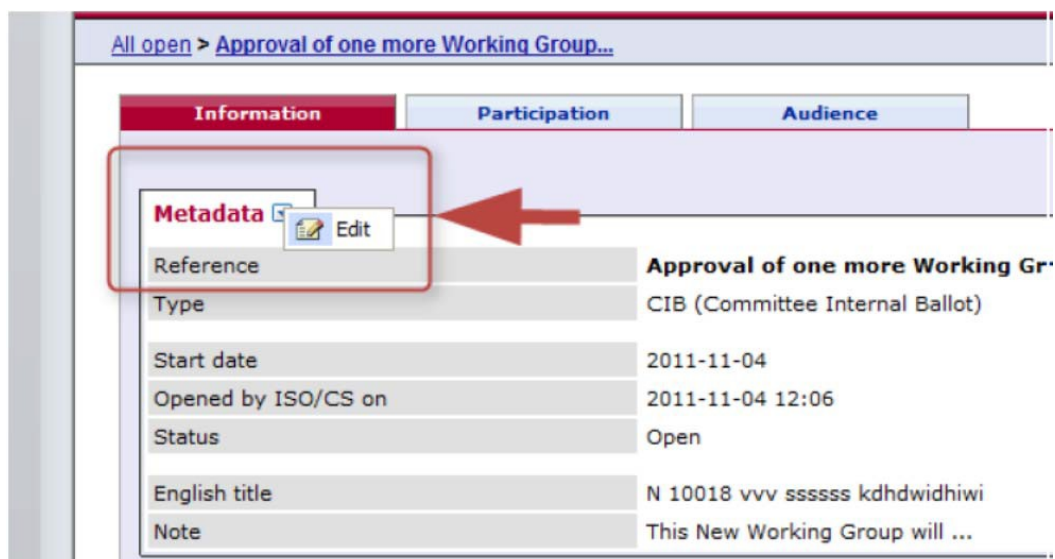 All open > Approval of one more Working Group...
Information Participation Audience
Metadata
Edit
Reference Approval of one more Working Gr
Type CIB (Committee Internal Ballot)
Start date 2011-11-04
Opened by ISO/CS on 2011-11-04 12:06
Status Open
English title N 10018 vvv ssssss kdhdwidhiwi
Note This New Working Group will ...